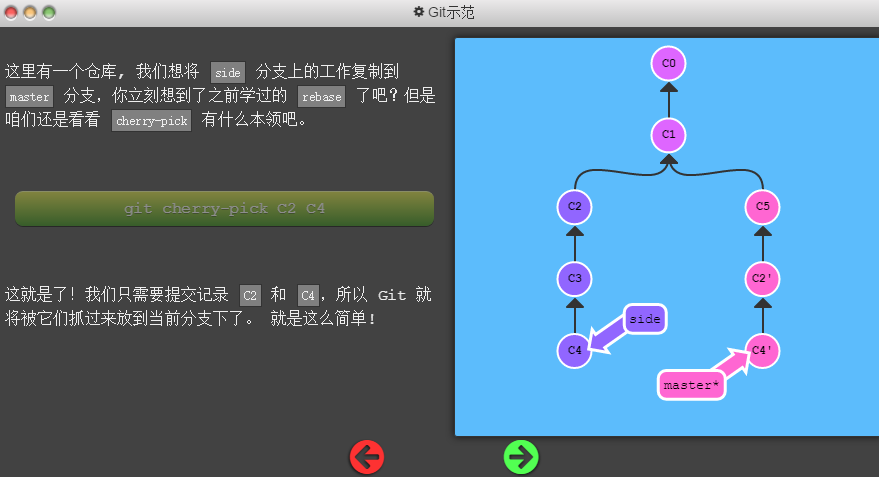 Git示范
这里有一个仓库, 我们想将 side 分支上的工作复制到
master 分支，你立刻想到了之前学过的 rebase 了吧？但是
咱们还是看看 cherry-pick 有什么本领吧。
git cherry-pick C2 C4
这就是了！我们只需要提交记录 C2 和 C4，所以 Git 就
将被它们抓过来放到当前分支下了。 就是这么简单!
C0
C1
C2
C5
C3
C2'
side
C4
C4'
master*